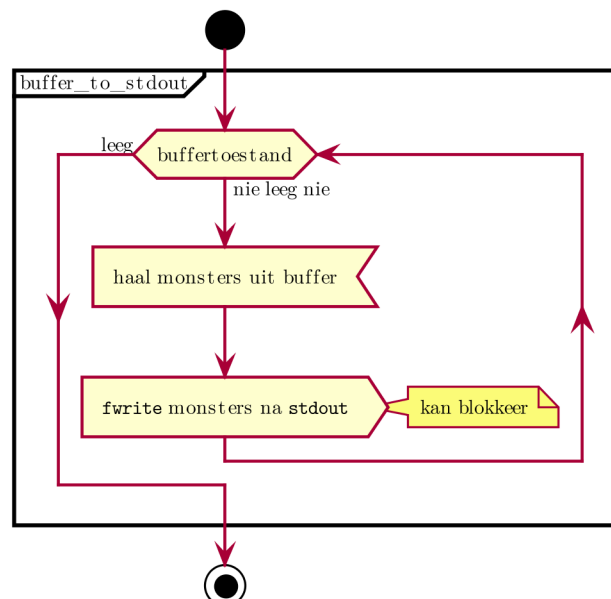 buffer_to_stdout
leeg
buffertoestand
nie leeg nie
haal monsters uit buffer
fwrite monsters na stdout
kan blokkeer